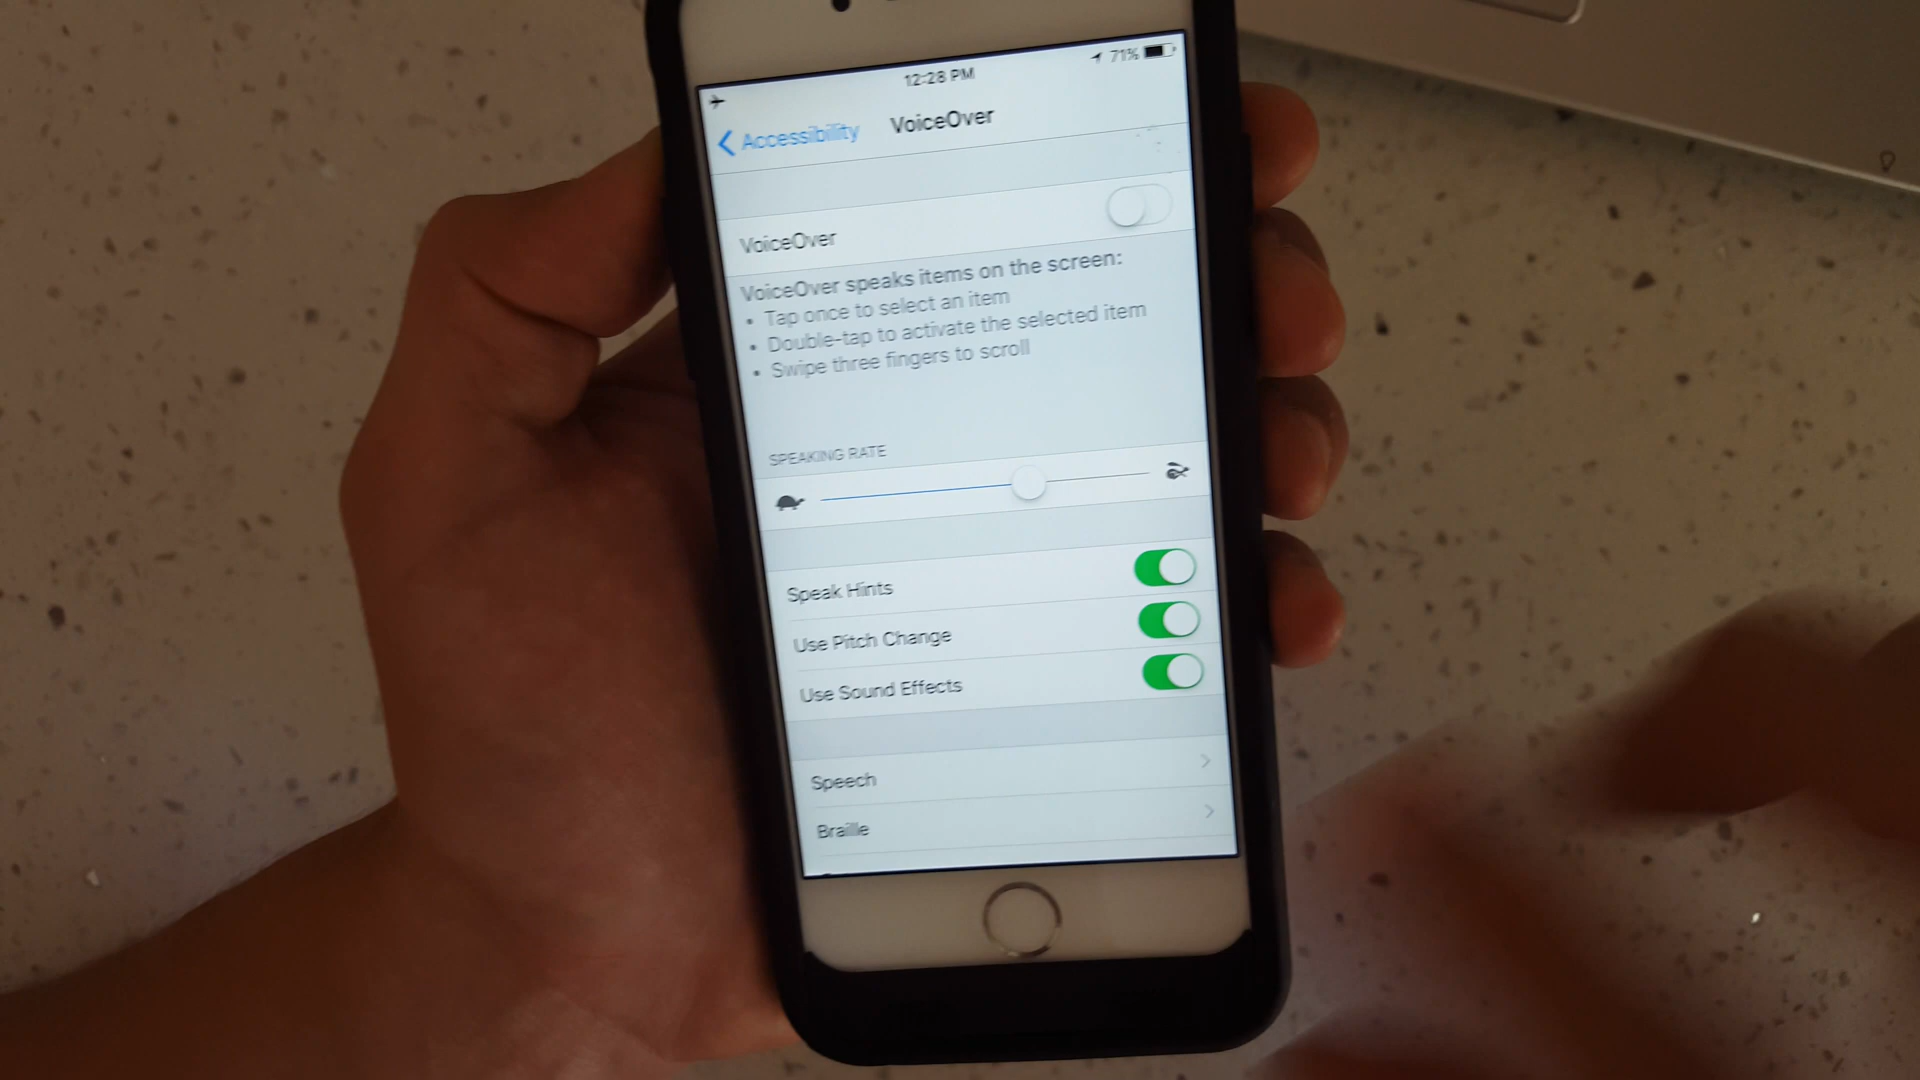 12:28 PM
71%
Accessibility
VoiceOver
VoiceOver
VoiceOver speaks items on the screen:
• Tap once to select an item
• Double-tap to activate the selected item
• Swipe three fingers to scroll
SPEAKING RATE
Speak Hints
Use Pitch Change
Use Sound Effects
Speech
Braille